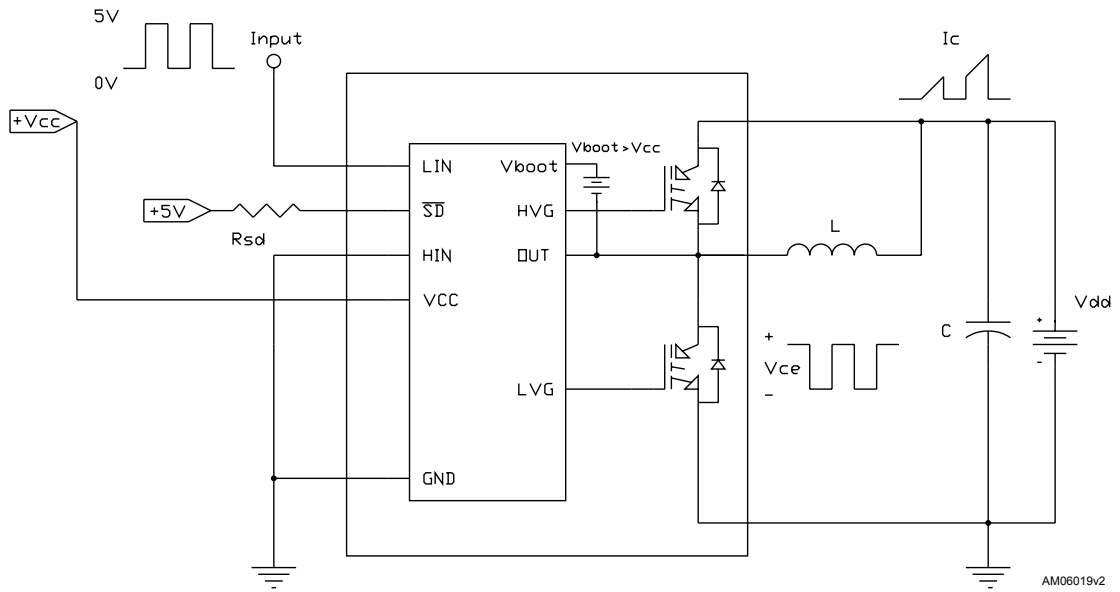 5V
0V
Input
Ic
+Vcc
Vboot>Vcc
LIN
Vboot
+5V
SD
HVG
Rsd
L
HIN
OUT
VCC
Vdd
+
C
+
-
Vce
-
LVG
GND
AM06019v2